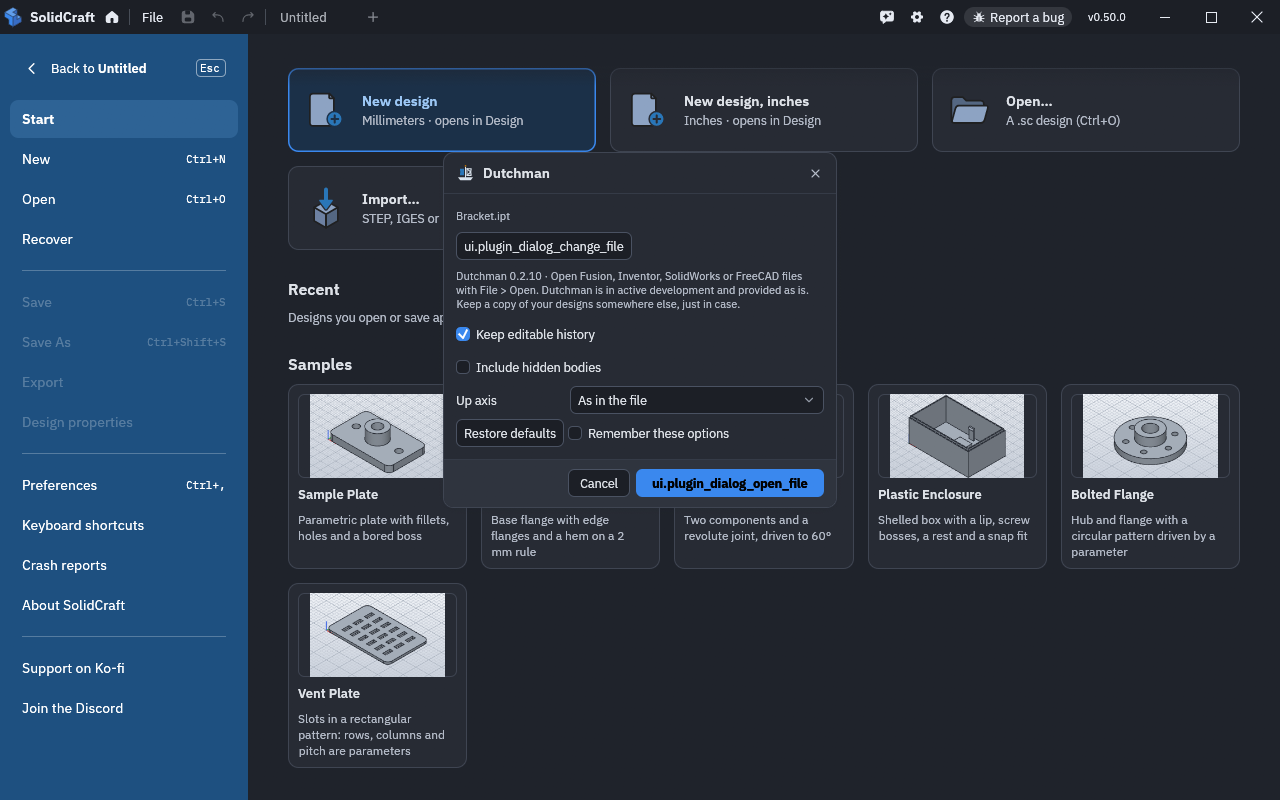 SolidCraft
File
Untitled
Report a bug
v0.50.0
Back to Untitled
Esc
Start
New Ctrl+N
Open Ctrl+O
Recover
Save Ctrl+S
Save As Ctrl+Shift+S
Export
Design properties
Preferences Ctrl+,
Keyboard shortcuts
Crash reports
About SolidCraft
Support on Ko-fi
Join the Discord
New design
Millimeters · opens in Design
New design, inches
Inches · opens in Design
Open...
A .sc design (Ctrl+O)
Import...
STEP, IGES or
Recent
Designs you open or save ap
Samples
Dutchman
Bracket.ipt
ui.plugin_dialog_change_file
Dutchman 0.2.10 · Open Fusion, Inventor, SolidWorks or FreeCAD files
with File > Open. Dutchman is in active development and provided as is.
Keep a copy of your designs somewhere else, just in case.
Keep editable history
Include hidden bodies
Up axis
As in the file
Restore defaults
Remember these options
Cancel
ui.plugin_dialog_open_file
Sample Plate
Parametric plate with fillets,
holes and a bored boss
Base flange with edge
flanges and a hem on a 2
mm rule
Two components and a
revolute joint, driven to 60°
Plastic Enclosure
Shelled box with a lip, screw
bosses, a rest and a snap fit
Bolted Flange
Hub and flange with a
circular pattern driven by a
parameter
Vent Plate
Slots in a rectangular
pattern: rows, columns and
pitch are parameters